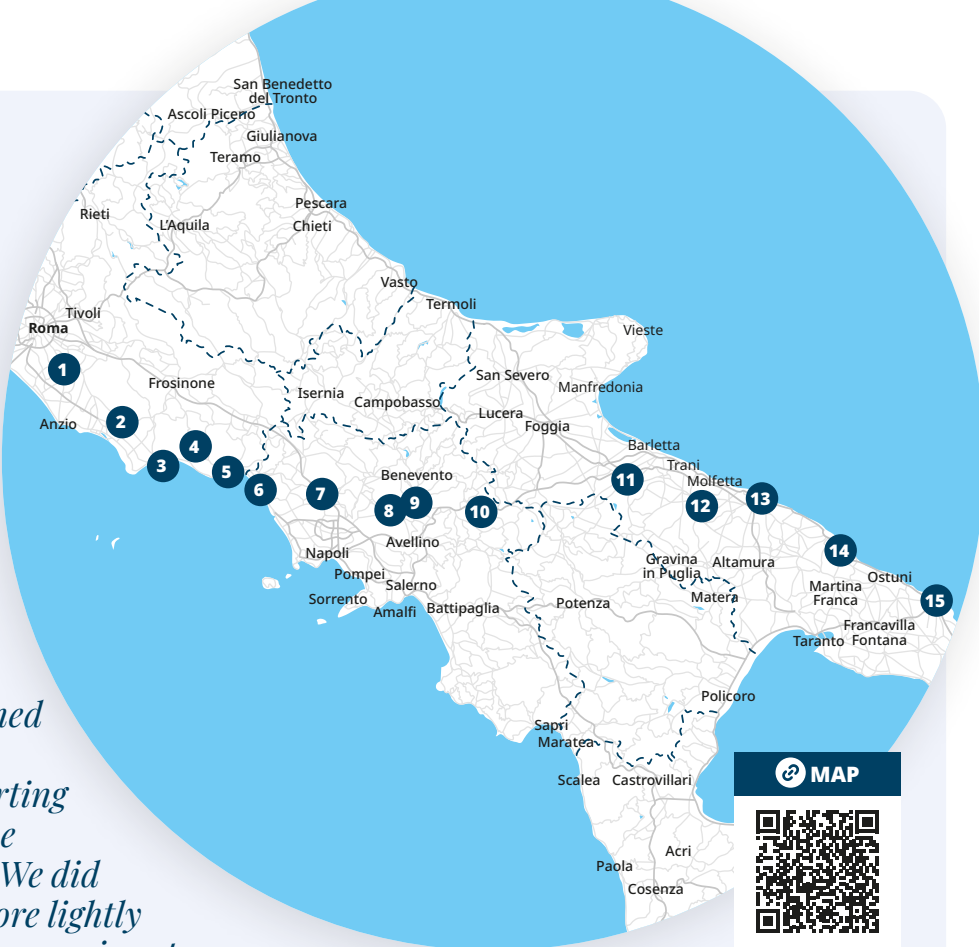 San Benedetto
del Tronto
Ascoli Piceno
Giulianova
Teramo
Pescara
Rieti
L'Aquila
Chieti
Vasto
Termoli
Tivoli
Roma
Vieste
1
Frosinone
Isernia
San Severo
Manfredonia
Campobasso
Lucera
Anzio
2
Foggia
4
Barletta
3
5
Benevento
Trani
11
Molfetta
6
7
8
9
10
12
13
Avellino
Napoli
14
Gravina
in Puglia
Altamura
Pompei
Salerno
Ostuni
Martina
Franca
Sorrento
Amalfi
Battipaglia
Potenza
Matera
15
Francavilla
Fontana
Taranto
Policoro
Sapri
Maratea
Scalea
Castrovillari
MAP
Acri
Paola
Cosenza
ned
rting
e
We did
ore lightly